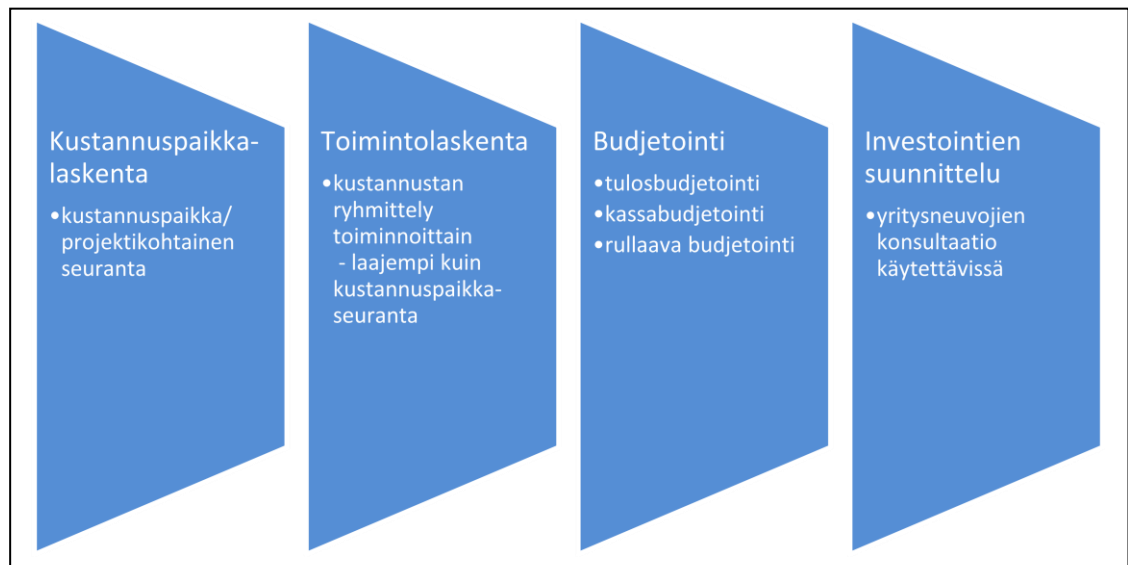 Kustannuspaikka-
laskenta
•kustannuspaikka/
projektikohtainen
seuranta
Toimintolaskenta
•kustannustan
ryhmittely
toiminnoittain
- laajempi kuin
kustannuspaikka-
seuranta
Budjetointi
•tulosbudjetointi
•kassabudjetointi
•rullaava budjetointi
Investointien
suunnittelu
•yritysneuvojien
konsultaatio
käytettävissä